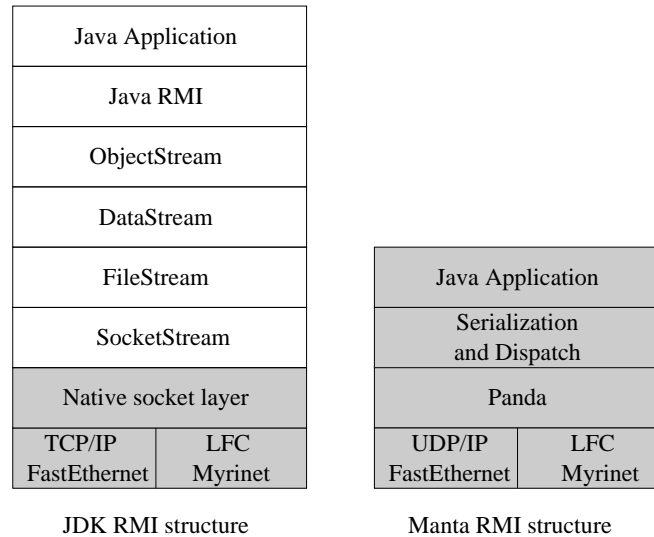 Java Application
Java RMI
ObjectStream
DataStream
FileStream
SocketStream
Native socket layer
TCP/IP
FastEthernet
LFC
Myrinet
JDK RMI structure
Java Application
Serialization
and Dispatch
Panda
UDP/IP
FastEthernet
LFC
Myrinet
Manta RMI structure